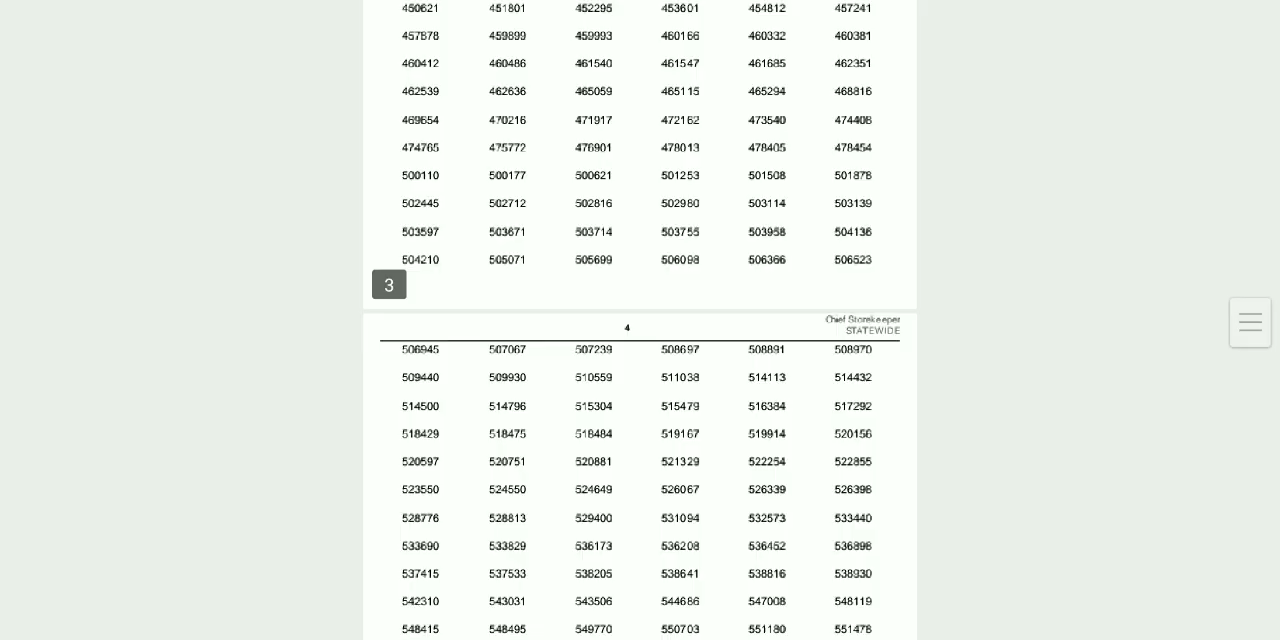 450621 451801 452295 453601 454812 457241
457878 459899 459993 460166 460332 460381
460412 460486 461540 461547 461685 462351
462539 462636 465059 465115 465294 468816
469654 470216 471917 472162 473540 474406
474765 475772 476901 478013 478405 478454
500110 500177 500621 501253 501508 501876
502445 502712 502816 502980 503114 503139
503597 503671 503714 503755 503958 504136
504210 505071 505699 506098 506366 506523
3
Chief Storekeeper
4
STATEWIDE
506945 507067 507239 508697 508891 508970
509440 509930 510559 511038 514113 514432
514500 514796 515304 515479 516384 517292
518429 518475 518484 519167 519914 520156
520597 520751 520881 521329 522254 522855
523550 524550 524649 526067 526339 526396
528776 528813 529400 531094 532573 533440
533690 533829 536173 536208 536452 536896
537415 537533 538205 538641 538816 538930
542310 543031 543506 544686 547008 548119
548415 548495 549770 550703 551180 551476